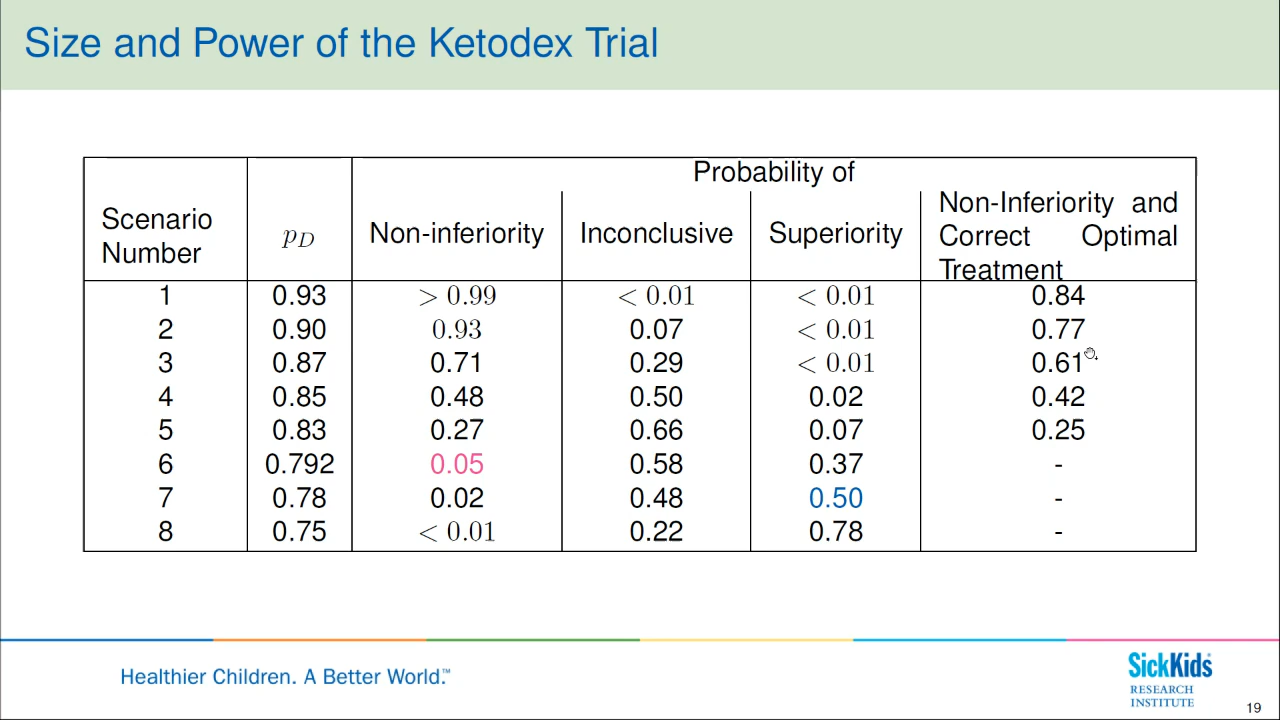 Size and Power of the Ketodex Trial
Probability of
Scenario Number p_D Non-inferiority Inconclusive Superiority Non-Inferiority and Correct Optimal Treatment
1 0.93 > 0.99 < 0.01 < 0.01 0.84
2 0.90 0.93 0.07 < 0.01 0.77
3 0.87 0.71 0.29 < 0.01 0.61
4 0.85 0.48 0.50 0.02 0.42
5 0.83 0.27 0.66 0.07 0.25
6 0.792 0.05 0.58 0.37 -
7 0.78 0.02 0.48 0.50 -
8 0.75 < 0.01 0.22 0.78 -
Healthier Children. A Better World.™
SickKids®
RESEARCH
INSTITUTE
19